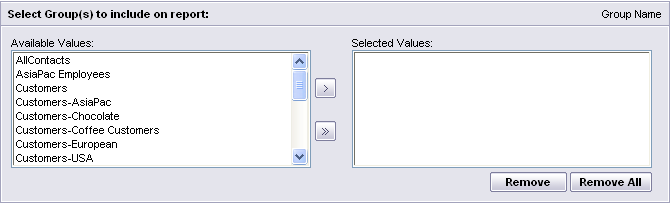 Select Group(s) to include on report: Group Name
Available Values: Selected Values:
AllContacts
AsiaPac Employees
Customers
Customers-AsiaPac
Customers-Chocolate
Customers-Coffee Customers
Customers-European
Customers-USA
Remove Remove All